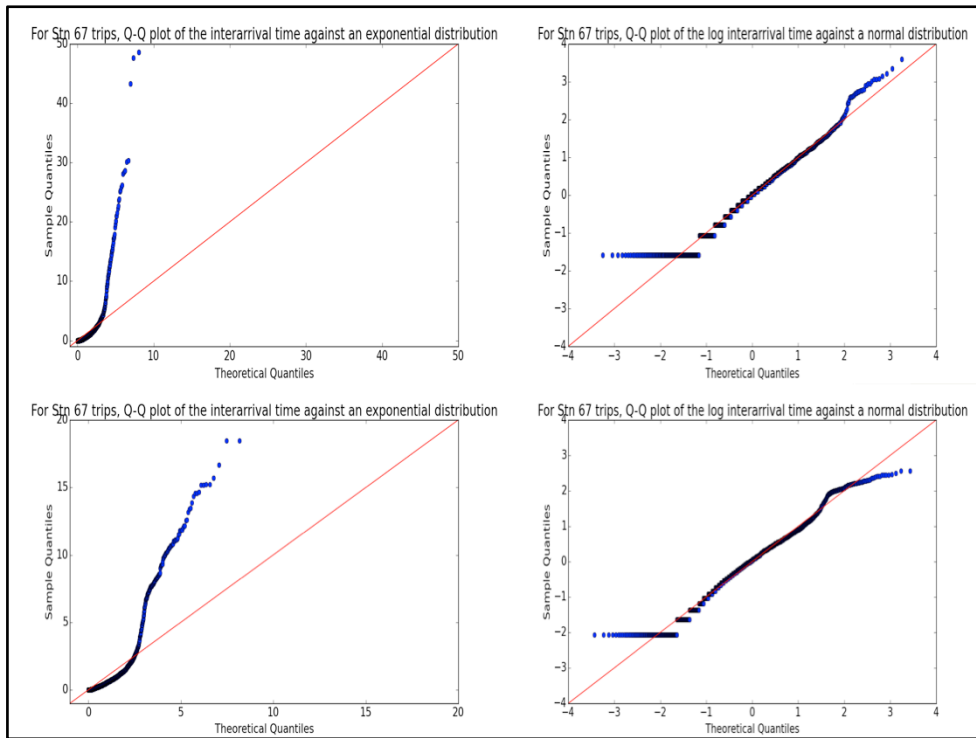 For Stn 67 trips, Q-Q plot of the interarrival time against an exponential distribution
50
40
30
20
10
0
Sample Quantiles
0 10 20 30 40 50
Theoretical Quantiles
For Stn 67 trips, Q-Q plot of the log interarrival time against a normal distribution
4
3
2
1
0
−1
−2
−3
−4
Sample Quantiles
−4 −3 −2 −1 0 1 2 3 4
Theoretical Quantiles
For Stn 67 trips, Q-Q plot of the interarrival time against an exponential distribution
20
15
10
5
0
Sample Quantiles
0 5 10 15 20
Theoretical Quantiles
For Stn 67 trips, Q-Q plot of the log interarrival time against a normal distribution
4
3
2
1
0
−1
−2
−3
−4
Sample Quantiles
−4 −3 −2 −1 0 1 2 3 4
Theoretical Quantiles